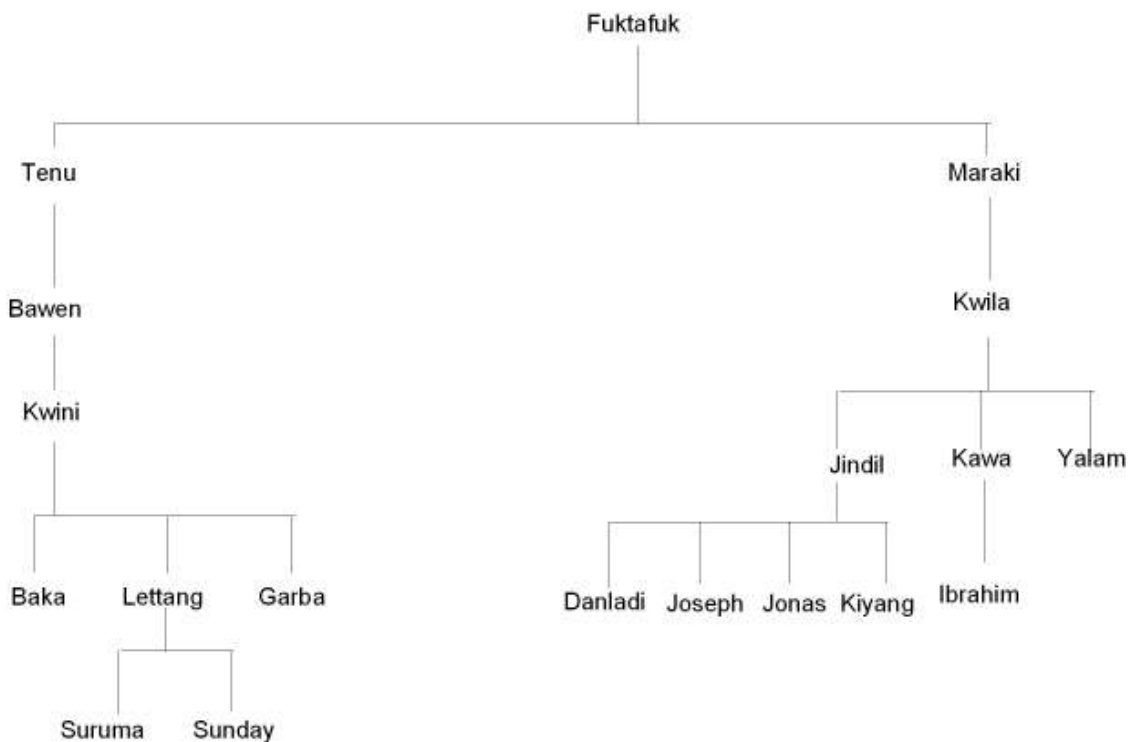 Fuktafuk
Tenu Maraki
Bawen Kwila
Kwini
Jindil Kawa Yalam
Baka Lettang Garba Danladi Joseph Jonas Kiyang Ibrahim
Suruma Sunday